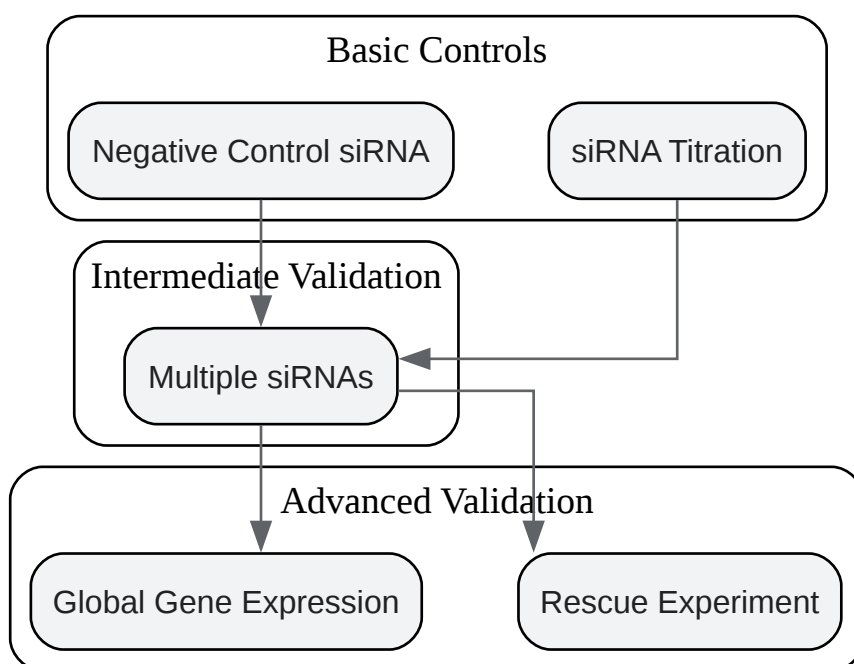 Basic Controls
Negative Control siRNA
siRNA Titration
Intermediate Validation
Multiple siRNAs
Advanced Validation
Global Gene Expression
Rescue Experiment